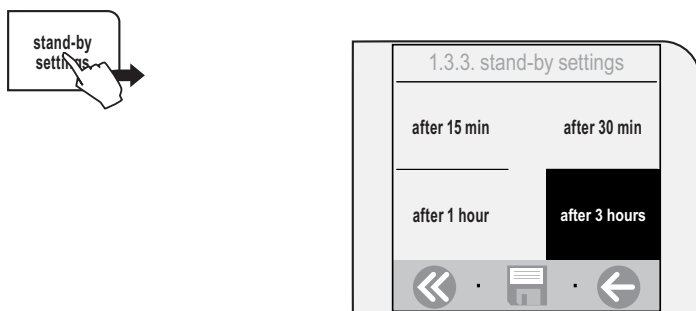 stand-by
settings
1.3.3. stand-by settings
after 15 min
after 30 min
after 1 hour
after 3 hours